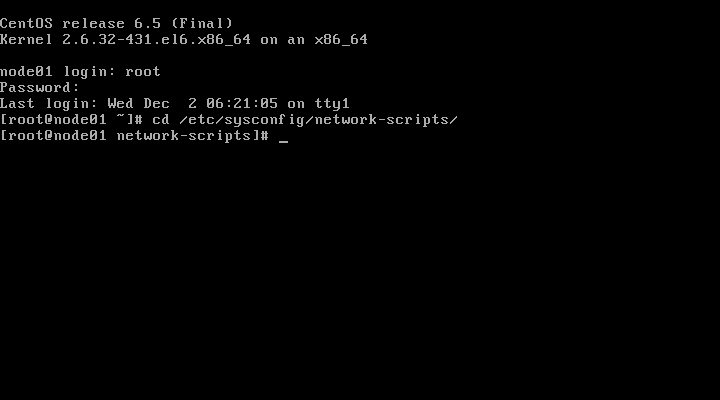 CentOS release 6.5 (Final)
Kernel 2.6.32-431.el6.x86_64 on an x86_64
node01 login: root
Password:
Last login: Wed Dec  2 06:21:05 on tty1
[root@node01 ~]# cd /etc/sysconfig/network-scripts/
[root@node01 network-scripts]# _